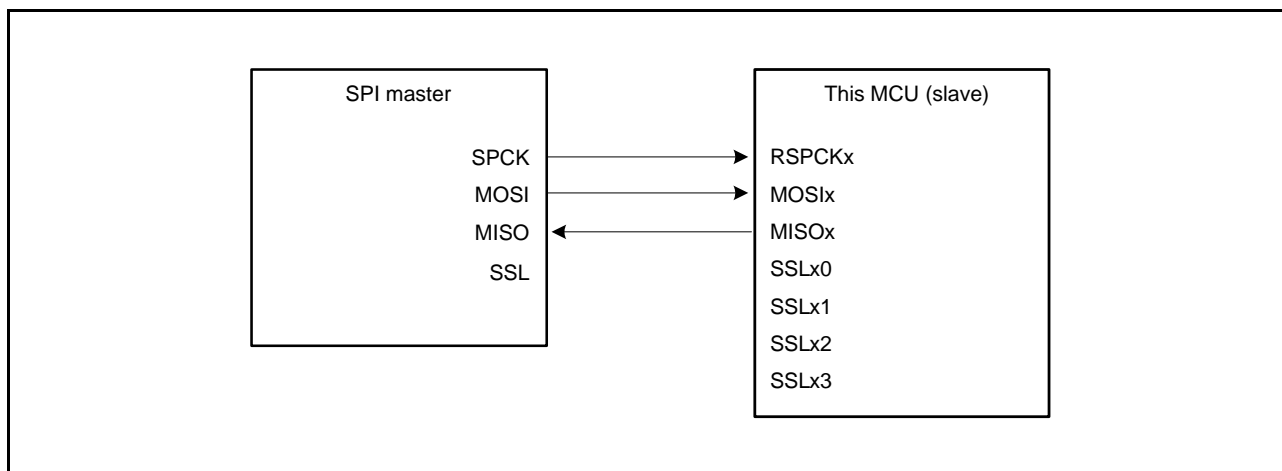 SPI master
SPCK
MOSI
MISO
SSL
This MCU (slave)
RSPCKx
MOSIx
MISOx
SSLx0
SSLx1
SSLx2
SSLx3